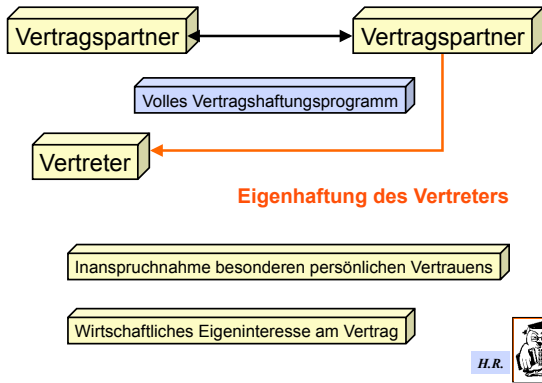 Vertragspartner
Vertragspartner
Volles Vertragshaftungsprogramm
Vertreter
Eigenhaftung des Vertreters
Inanspruchnahme besonderen persönlichen Vertrauens
Wirtschaftliches Eigeninteresse am Vertrag
H.R.